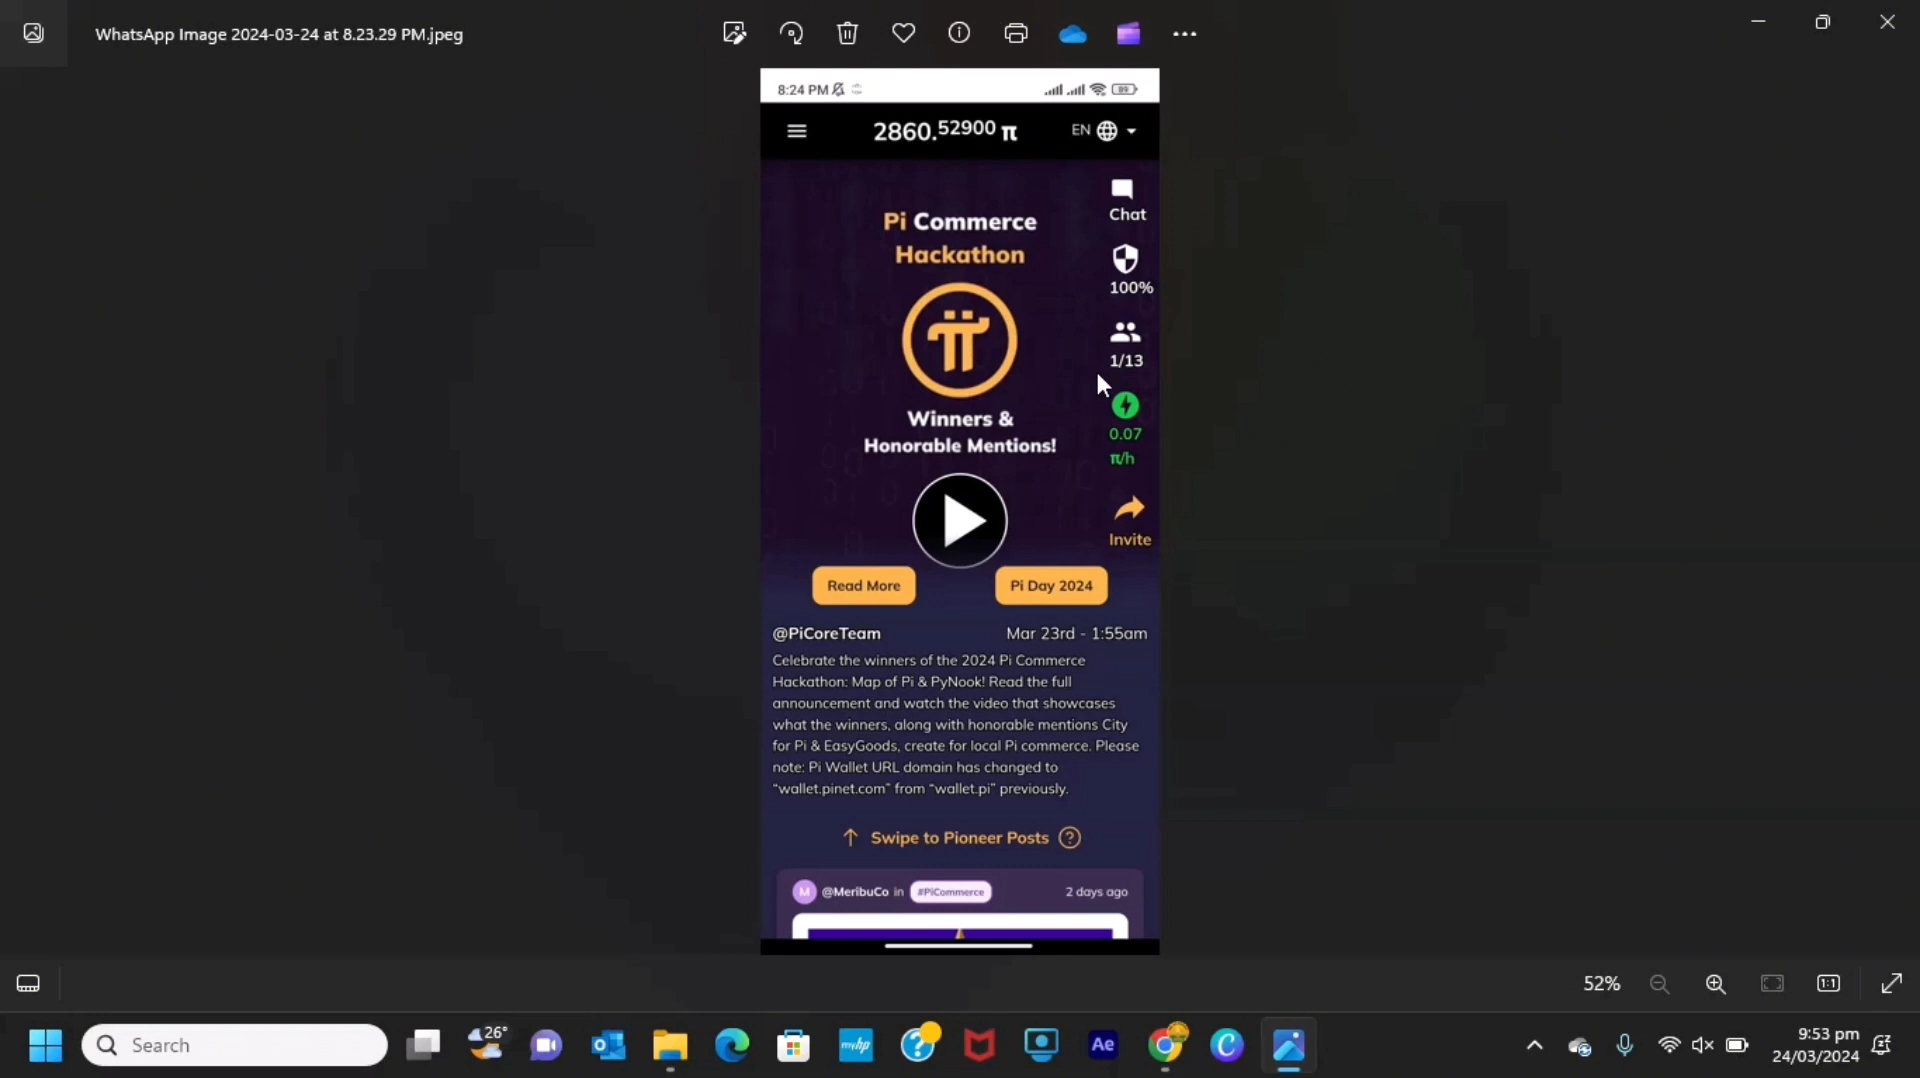 WhatsApp Image 2024-03-24 at 8.23.29 PM.jpeg
8:24 PM
89
2860.52900 π
EN
Chat
Pi Commerce
Hackathon
100%
1/13
Winners &
Honorable Mentions!
0.07
π/h
Invite
Read More
Pi Day 2024
@PiCoreTeam
Mar 23rd - 1:55am
Celebrate the winners of the 2024 Pi Commerce
Hackathon: Map of Pi & PyNook! Read the full
announcement and watch the video that showcases
what the winners, along with honorable mentions City
for Pi & EasyGoods, create for local Pi commerce. Please
note: Pi Wallet URL domain has changed to
"wallet.pinet.com" from "wallet.pi" previously.
Swipe to Pioneer Posts ?
M @MeribuCo in #PiCommerce 2 days ago
52%
1:1
Search
26°
myhp
Ae
9:53 pm
24/03/2024